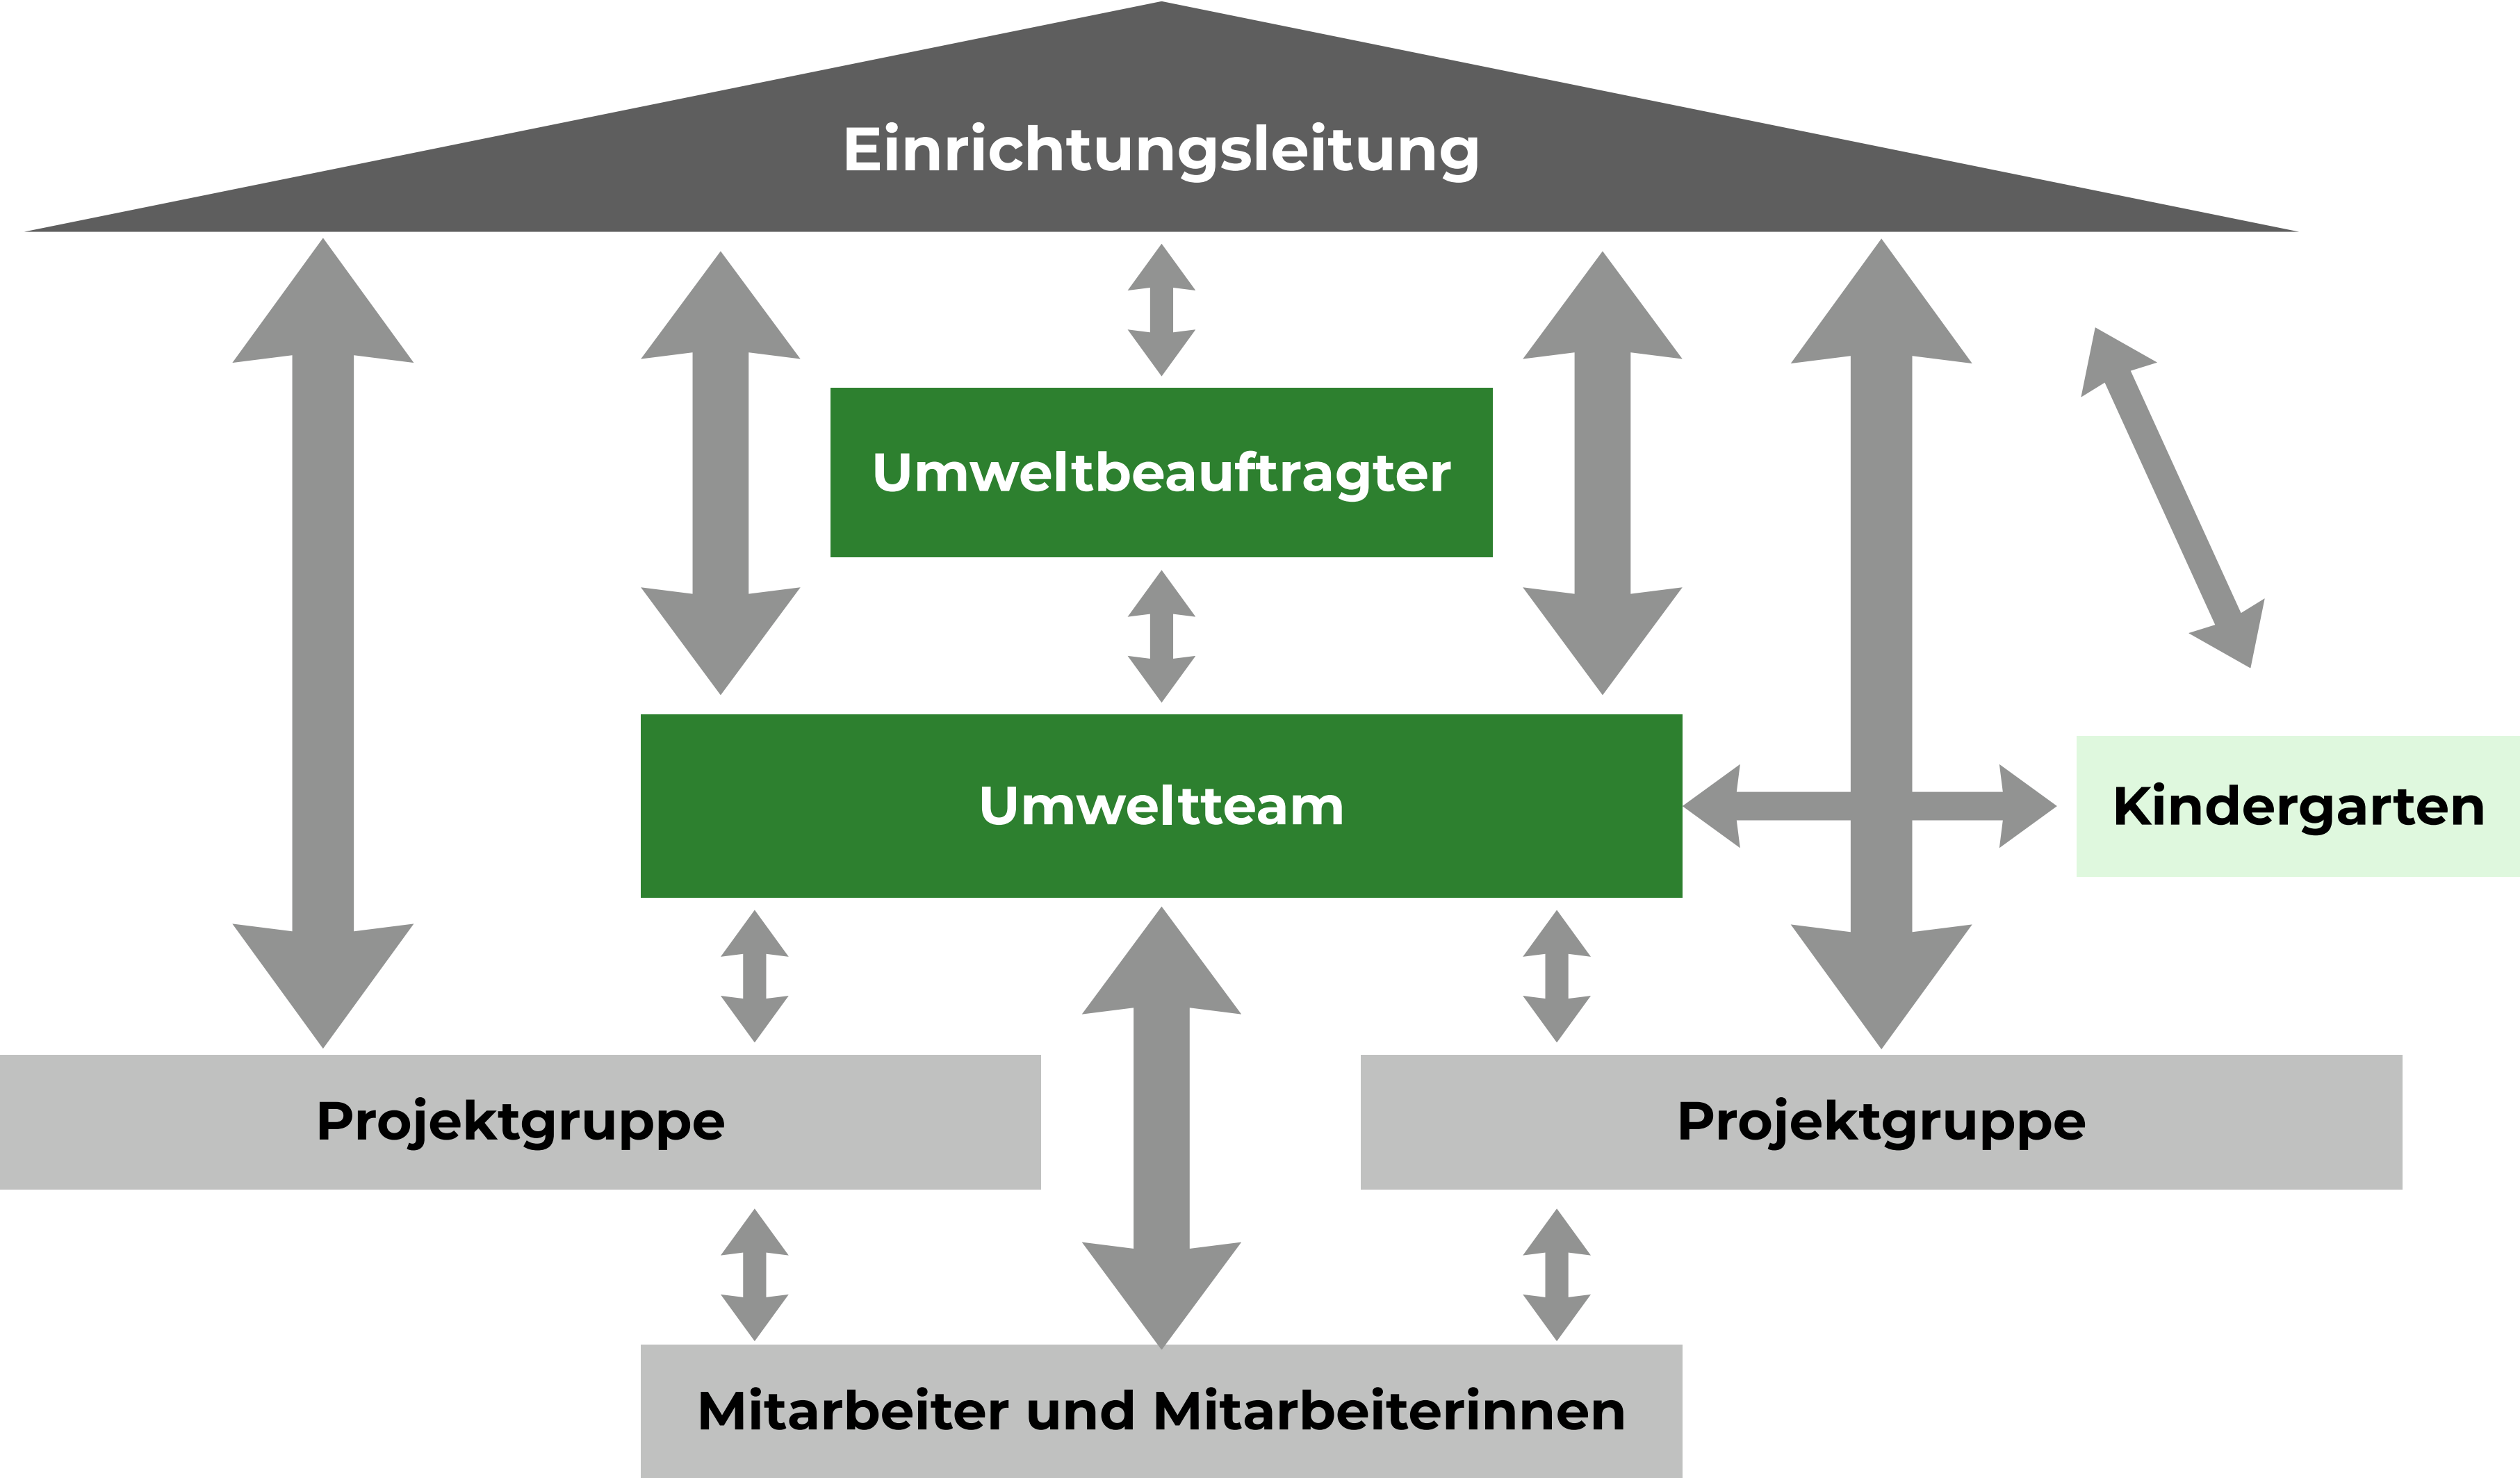 Einrichtungsleitung
Umweltbeauftragter
Umweltteam
Kindergarten
Projektgruppe
Projektgruppe
Mitarbeiter und Mitarbeiterinnen